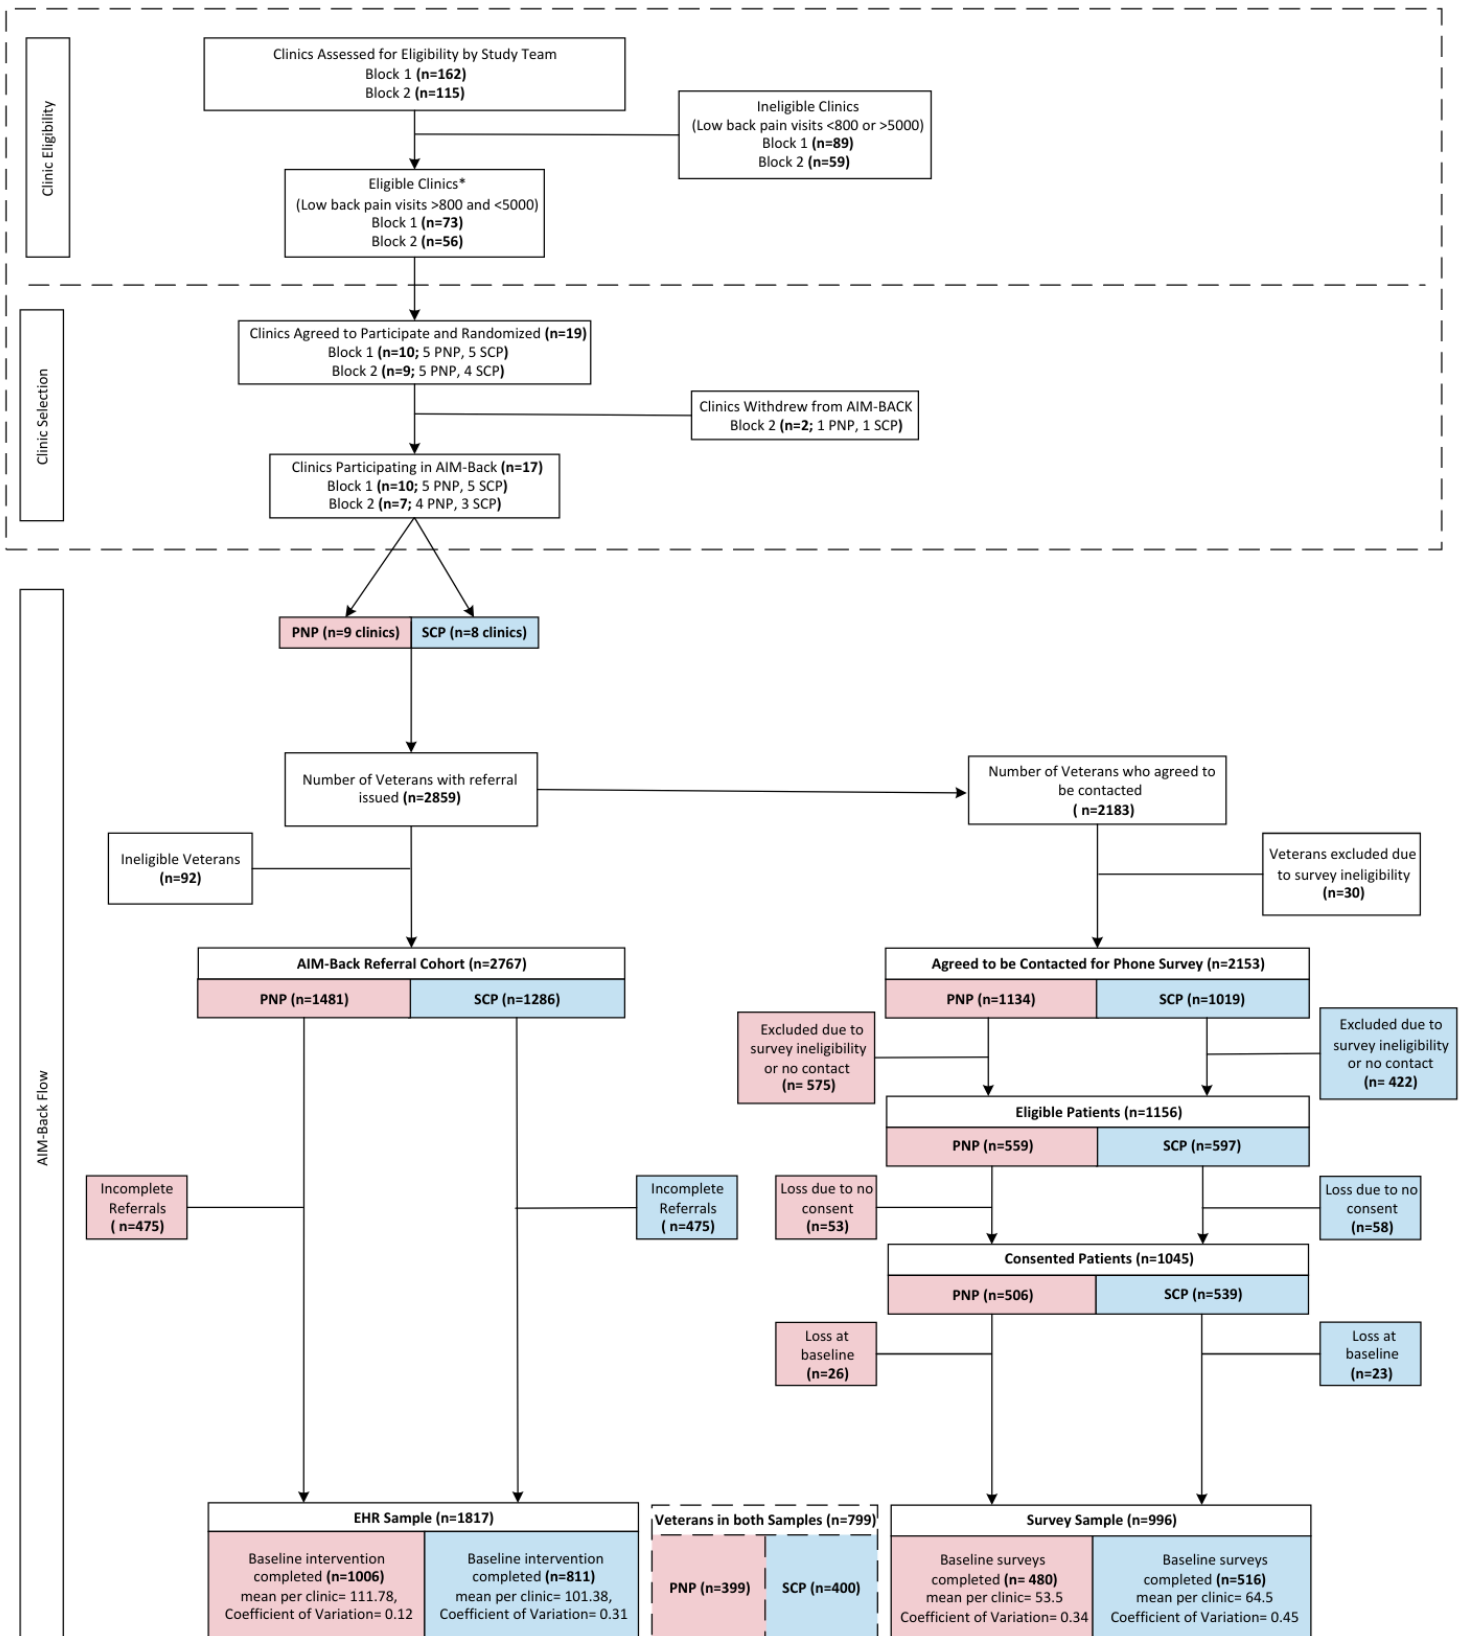 Clinic Eligibility
Clinics Assessed for Eligibility by Study Team
Block 1 (n=162)
Block 2 (n=115)
Ineligible Clinics
(Low back pain visits <800 or >5000)
Block 1 (n=89)
Block 2 (n=59)
Eligible Clinics*
(Low back pain visits >800 and <5000)
Block 1 (n=73)
Block 2 (n=56)
Clinic Selection
Clinics Agreed to Participate and Randomized (n=19)
Block 1 (n=10; 5 PNP, 5 SCP)
Block 2 (n=9; 5 PNP, 4 SCP)
Clinics Withdrew from AIM-BACK
Block 2 (n=2; 1 PNP, 1 SCP)
Clinics Participating in AIM-Back (n=17)
Block 1 (n=10; 5 PNP, 5 SCP)
Block 2 (n=7; 4 PNP, 3 SCP)
AIM-Back Flow
PNP (n=9 clinics)
SCP (n=8 clinics)
Number of Veterans with referral
issued (n=2859)
Number of Veterans who agreed to
be contacted
( n=2183)
Ineligible Veterans
(n=92)
Veterans excluded due
to survey ineligibility
(n=30)
AIM-Back Referral Cohort (n=2767)
PNP (n=1481)
SCP (n=1286)
Agreed to be Contacted for Phone Survey (n=2153)
PNP (n=1134)
SCP (n=1019)
Excluded due to
survey ineligibility
or no contact
(n= 575)
Excluded due to
survey ineligibility
or no contact
(n= 422)
Eligible Patients (n=1156)
PNP (n=559)
SCP (n=597)
Incomplete
Referrals
( n=475)
Incomplete
Referrals
( n=475)
Loss due to no
consent
(n=53)
Loss due to no
consent
(n=58)
Consented Patients (n=1045)
PNP (n=506)
SCP (n=539)
Loss at
baseline
(n=26)
Loss at
baseline
(n=23)
EHR Sample (n=1817)
Baseline intervention
completed (n=1006)
mean per clinic= 111.78,
Coefficient of Variation= 0.12
Baseline intervention
completed (n=811)
mean per clinic= 101.38,
Coefficient of Variation= 0.31
Veterans in both Samples (n=799)
PNP (n=399)
SCP (n=400)
Survey Sample (n=996)
Baseline surveys
completed (n= 480)
mean per clinic= 53.5
Coefficient of Variation= 0.34
Baseline surveys
completed (n=516)
mean per clinic= 64.5
Coefficient of Variation= 0.45